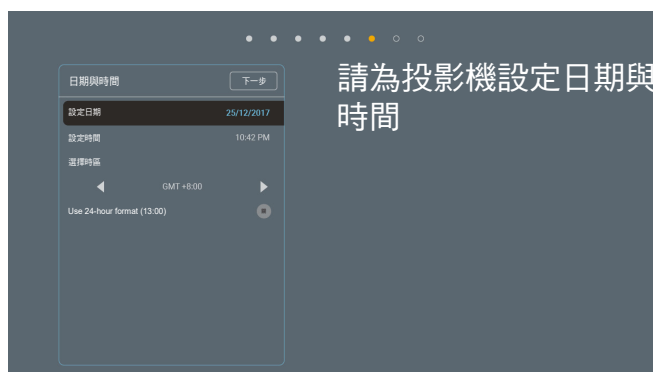 日期與時間 下一步
設定日期 25/12/2017
設定時間 10:42 PM
選擇時區
GMT +8:00
Use 24-hour format (13:00)
請為投影機設定日期與
時間